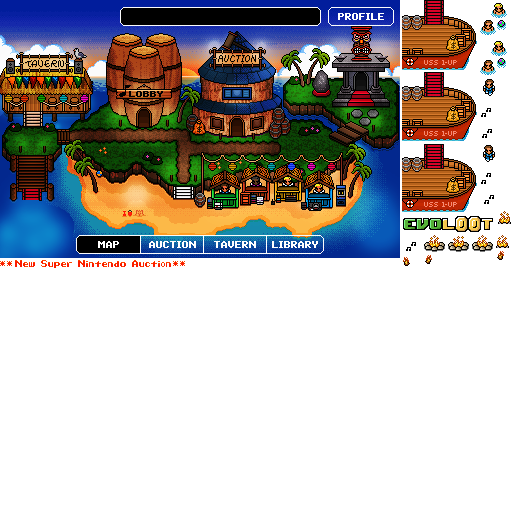 PROFILE
TAVERN
AUCTION
LOBBY
MAP
AUCTION
TAVERN
LIBRARY
**New Super Nintendo Auction**
USS 1-UP
USS 1-UP
USS 1-UP
EVOLOOT